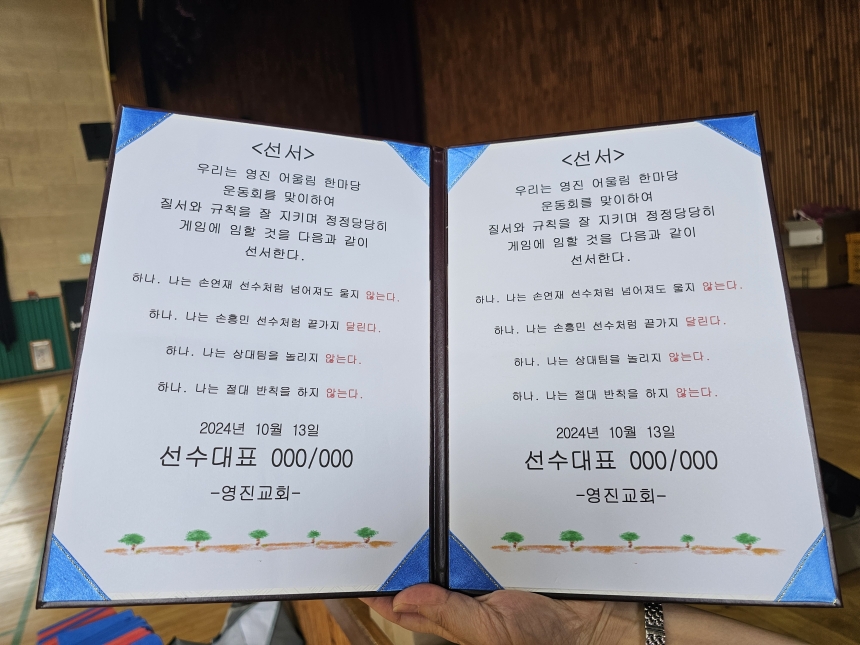 <선서>
우리는 영진 어울림 한마당
운동회를 맞이하여
질서와 규칙을 잘 지키며 정정당당히
게임에 임할 것을 다음과 같이
선서한다.
하나. 나는 손연재 선수처럼 넘어져도 울지 않는다.
하나. 나는 손흥민 선수처럼 끝가지 달린다.
하나. 나는 상대팀을 놀리지 않는다.
하나. 나는 절대 반칙을 하지 않는다.
2024년 10월 13일
선수대표 000/000
-영진교회-
<선서>
우리는 영진 어울림 한마당
운동회를 맞이하여
질서와 규칙을 잘 지키며 정정당당히
게임에 임할 것을 다음과 같이
선서한다.
하나. 나는 손연재 선수처럼 넘어져도 울지 않는다.
하나. 나는 손흥민 선수처럼 끝가지 달린다.
하나. 나는 상대팀을 놀리지 않는다.
하나. 나는 절대 반칙을 하지 않는다.
2024년 10월 13일
선수대표 000/000
-영진교회-